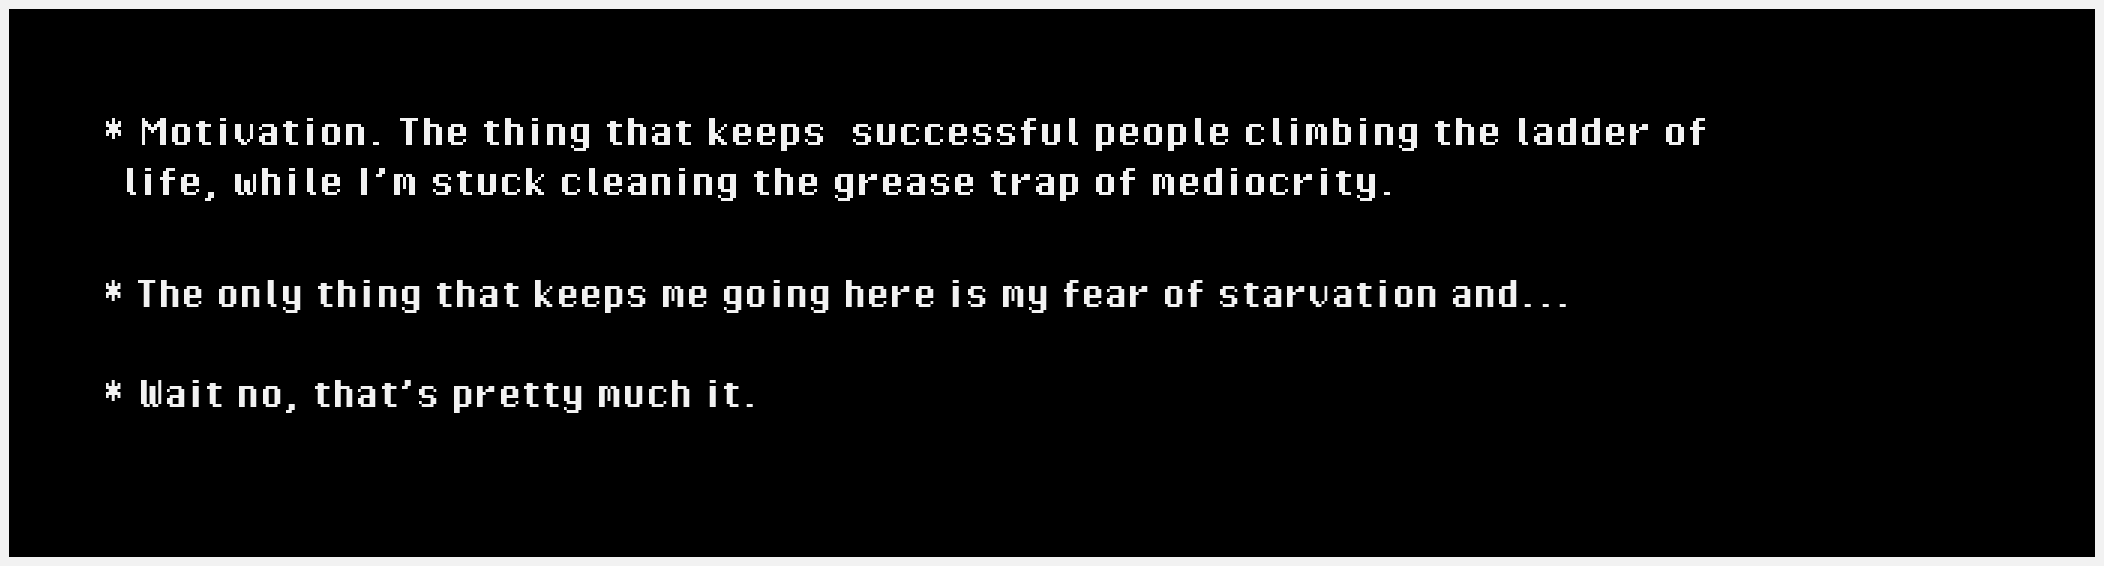 * Motivation. The thing that keeps  successful people climbing the ladder of
life, while I'm stuck cleaning the grease trap of mediocrity.
* The only thing that keeps me going here is my fear of starvation and...
* Wait no, that's pretty much it.